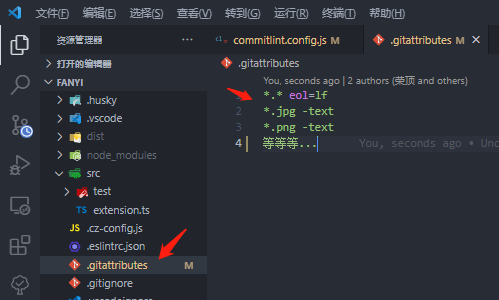 文件(F) 编辑(E) 选择(S) 查看(V) 转到(G) 运行(R) 终端(T) 帮助(H)
资源管理器 ...
commitlint.config.js M
.gitattributes M
打开的编辑器
.gitattributes
FANYI
You, seconds ago | 2 authors (荣顶 and others)
.husky
1 *.* eol=lf
.vscode
2 *.jpg -text
dist
3 *.png -text
node_modules
4 等等等... You, seconds ago • Unc
src
test
TS extension.ts
JS .cz-config.js
.eslintrc.json
.gitattributes M
.gitignore